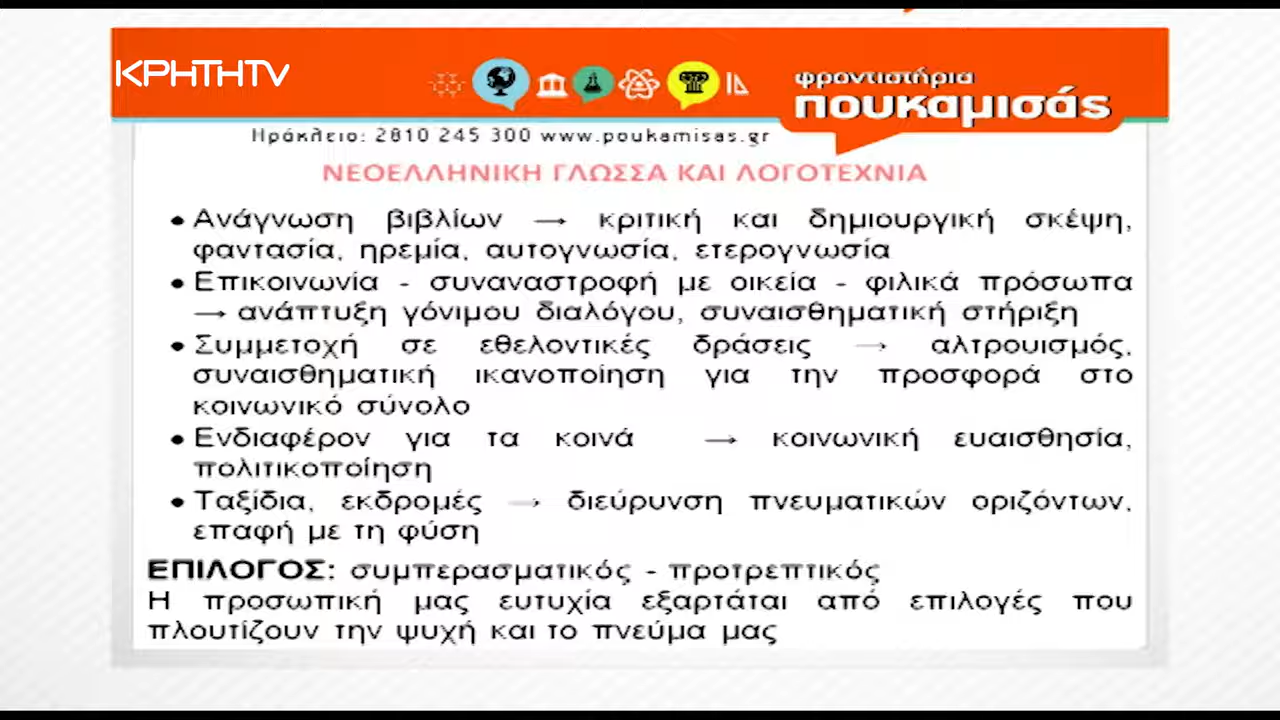 ΚΡΗΤΗTV
φροντιστήρια
πουκαμισάς
Ηράκλειο: 2810 245 300 www.poukamisas.gr
ΝΕΟΕΛΛΗΝΙΚΗ ΓΛΩΣΣΑ ΚΑΙ ΛΟΓΟΤΕΧΝΙΑ
• Ανάγνωση βιβλίων → κριτική και δημιουργική σκέψη,
φαντασία, ηρεμία, αυτογνωσία, ετερογνωσία
• Επικοινωνία - συναναστροφή με οικεία - φιλικά πρόσωπα
→ ανάπτυξη γόνιμου διαλόγου, συναισθηματική στήριξη
• Συμμετοχή σε εθελοντικές δράσεις → αλτρουισμός,
συναισθηματική ικανοποίηση για την προσφορά στο
κοινωνικό σύνολο
• Ενδιαφέρον για τα κοινά → κοινωνική ευαισθησία,
πολιτικοποίηση
• Ταξίδια, εκδρομές → διεύρυνση πνευματικών οριζόντων,
επαφή με τη φύση
ΕΠΙΛΟΓΟΣ: συμπερασματικός - προτρεπτικός
Η προσωπική μας ευτυχία εξαρτάται από επιλογές που
πλουτίζουν την ψυχή και το πνεύμα μας